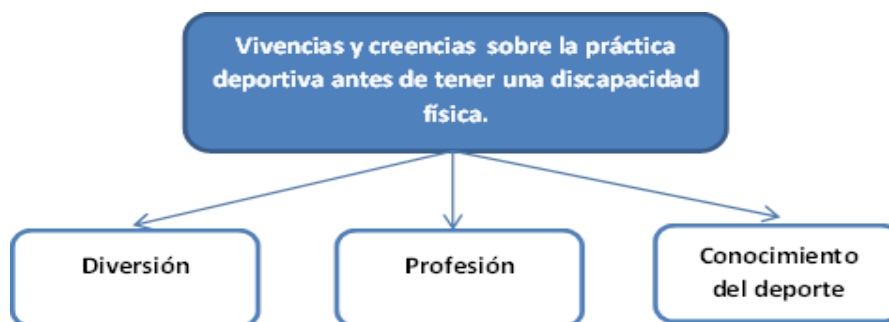 Vivencias y creencias sobre la práctica
deportiva antes de tener una discapacidad
física.
Diversión
Profesión
Conocimiento
del deporte